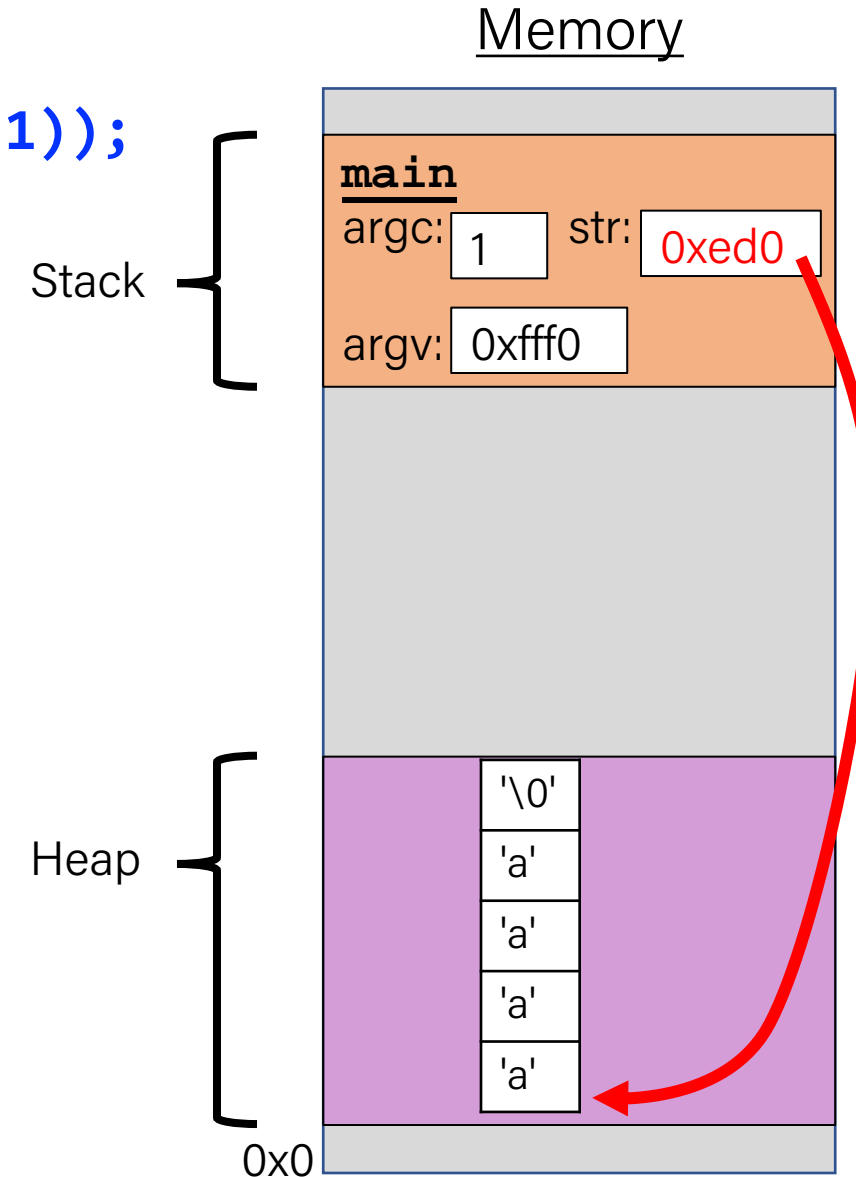 Memory
1));
main
argc: 1 str: 0xed0
Stack
argv: 0xfff0
'\0'
'a'
Heap
'a'
'a'
'a'
0x0